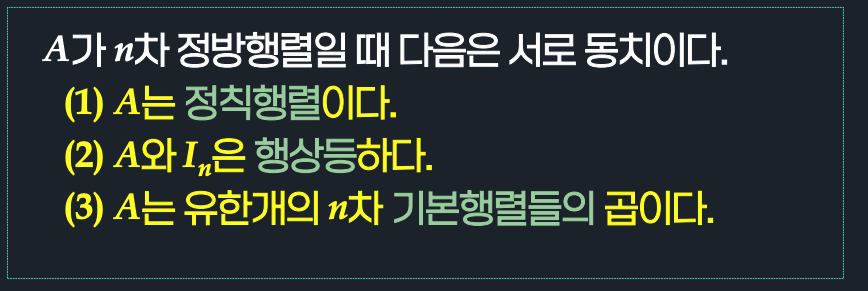 A가 n차 정방행렬일 때 다음은 서로 동치이다.
(1) A는 정칙행렬이다.
(2) A와 Iₙ은 행상등하다.
(3) A는 유한개의 n차 기본행렬들의 곱이다.